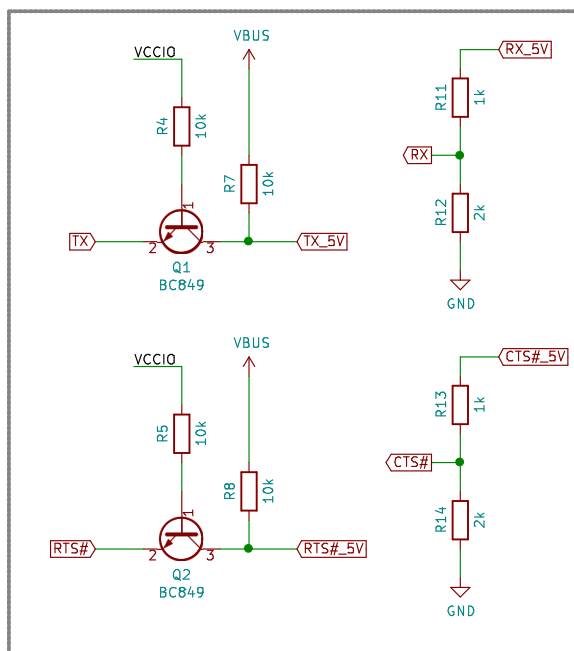 VCCIO
VBUS
RX_5V
R4
10k
R11
1k
R7
10k
RX
R12
2k
1
TX
2
3
TX_5V
Q1
BC849
GND
VCCIO
VBUS
CTS#_5V
R5
10k
R13
1k
R8
10k
CTS#
R14
2k
1
RTS#
2
3
RTS#_5V
Q2
BC849
GND